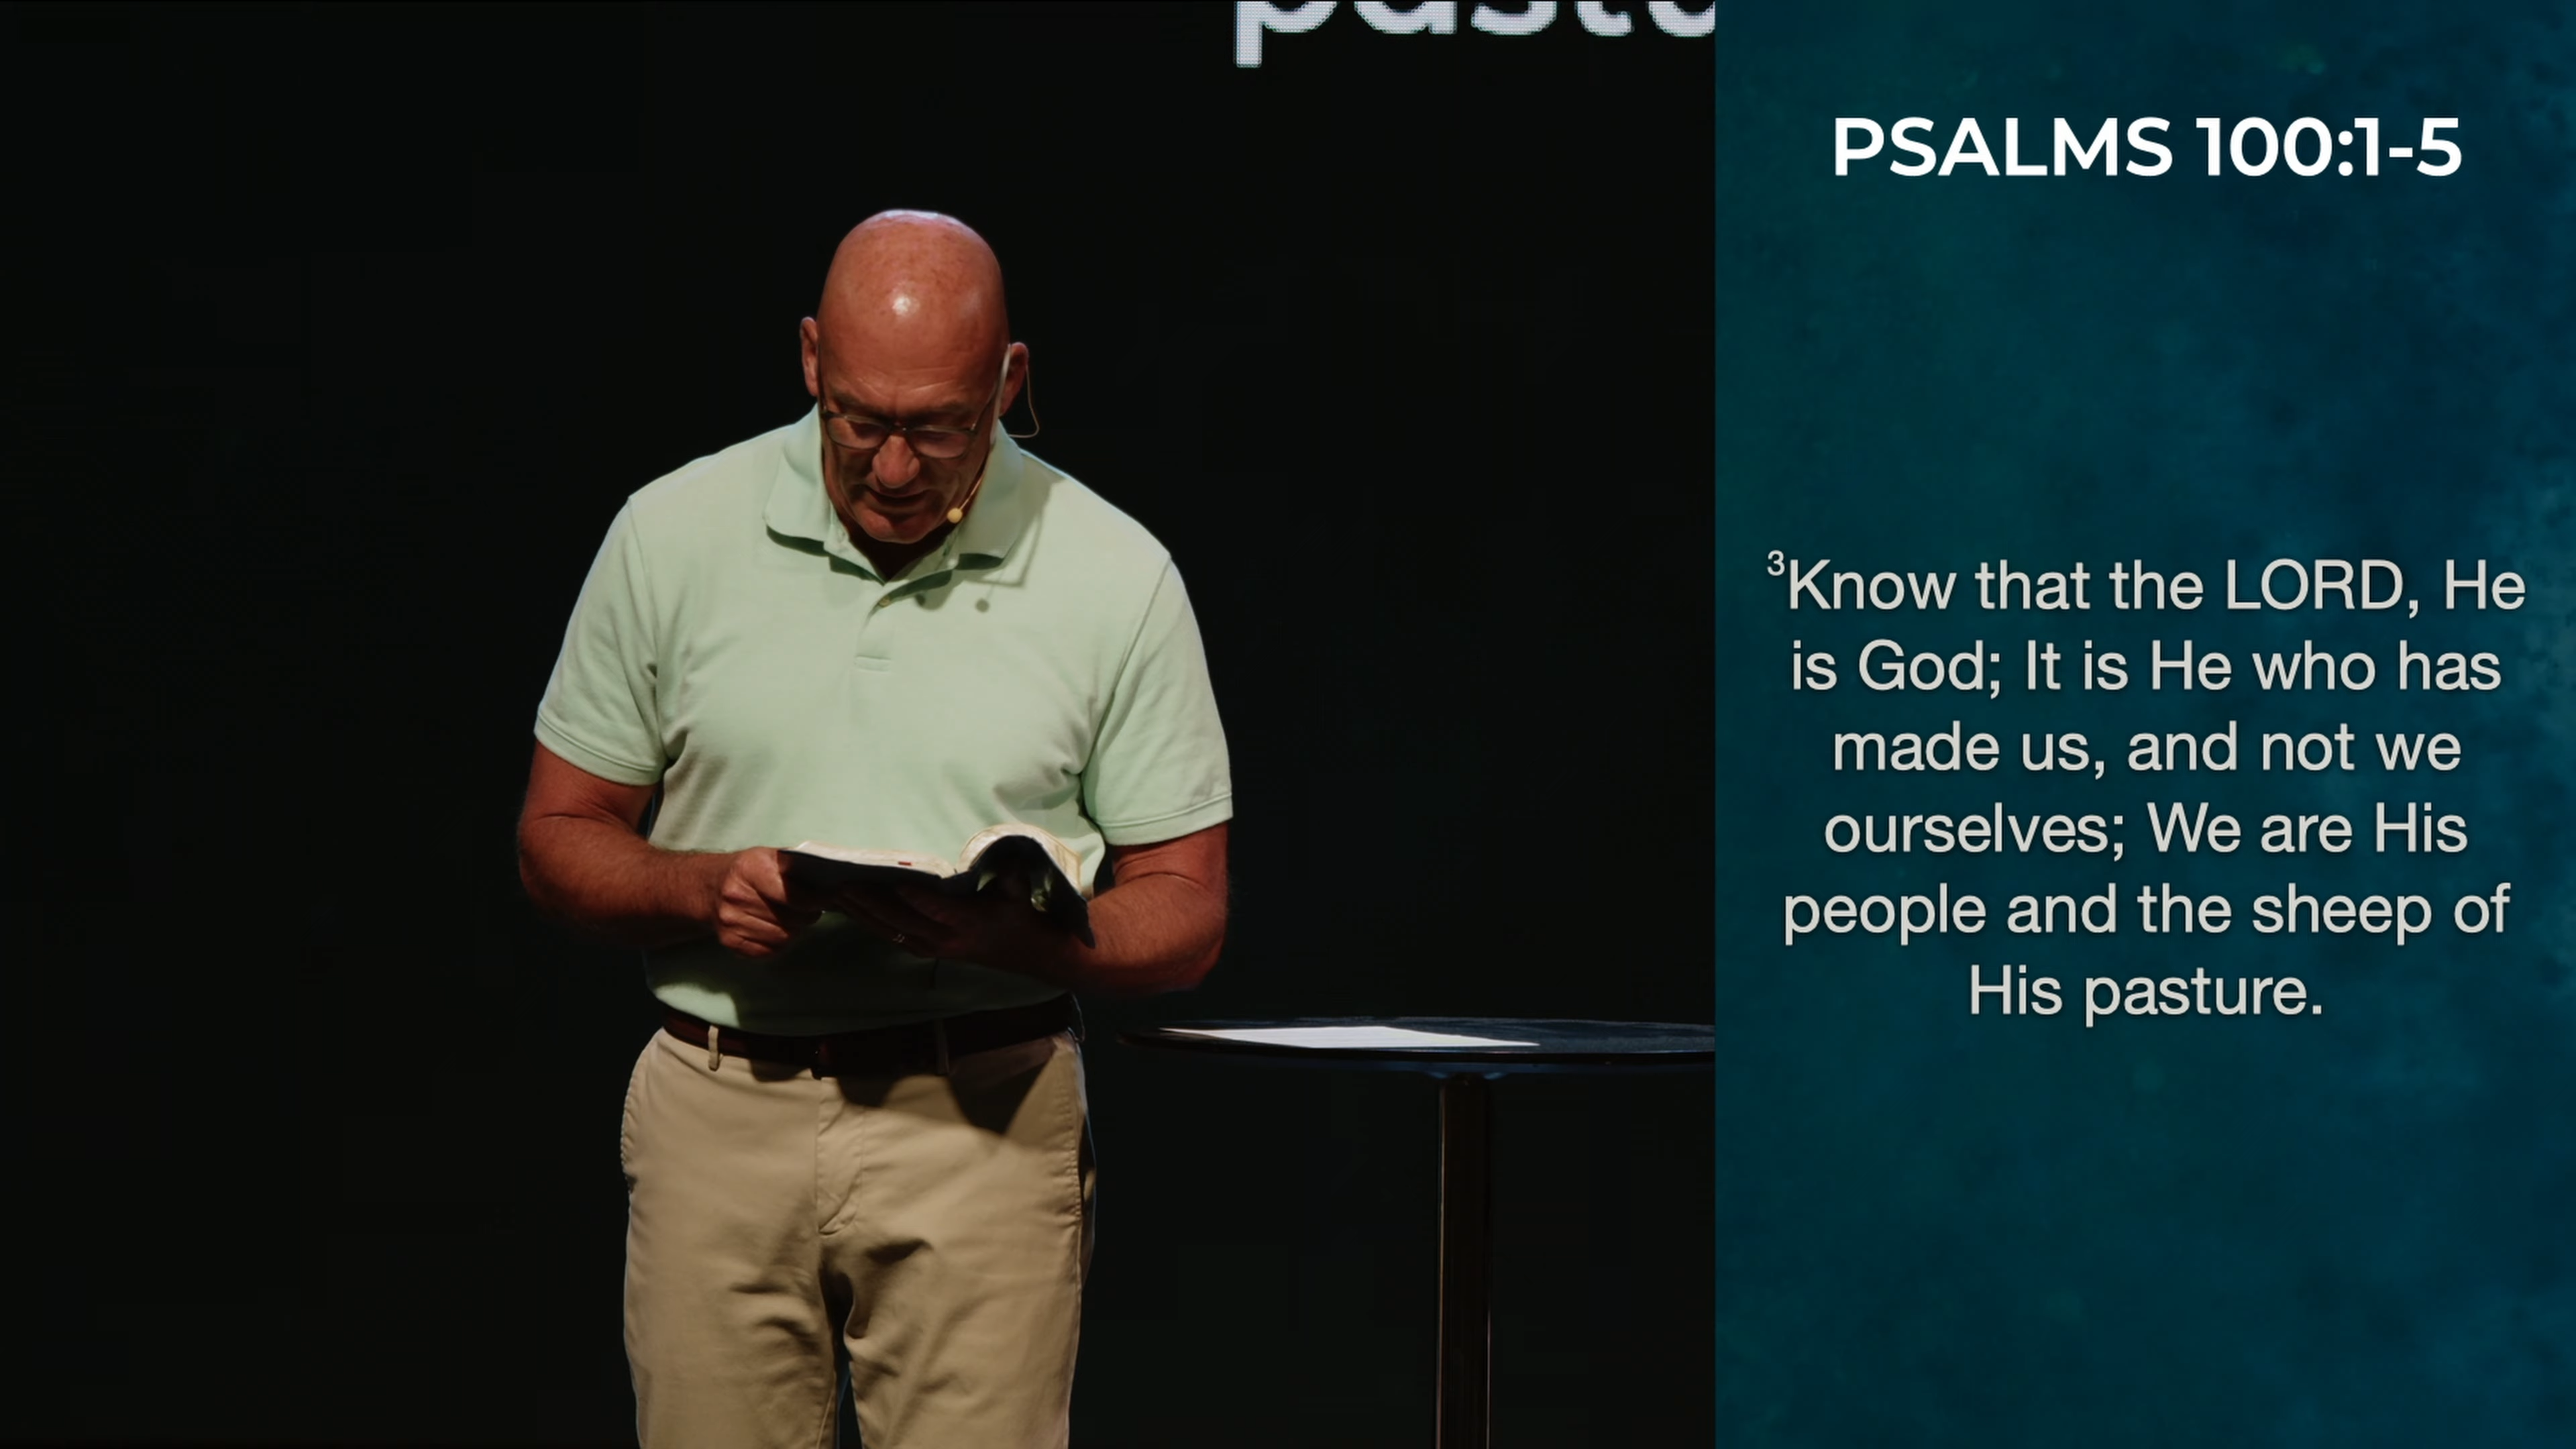 PSALMS 100:1-5
³Know that the LORD, He
is God; It is He who has
made us, and not we
ourselves; We are His
people and the sheep of
His pasture.